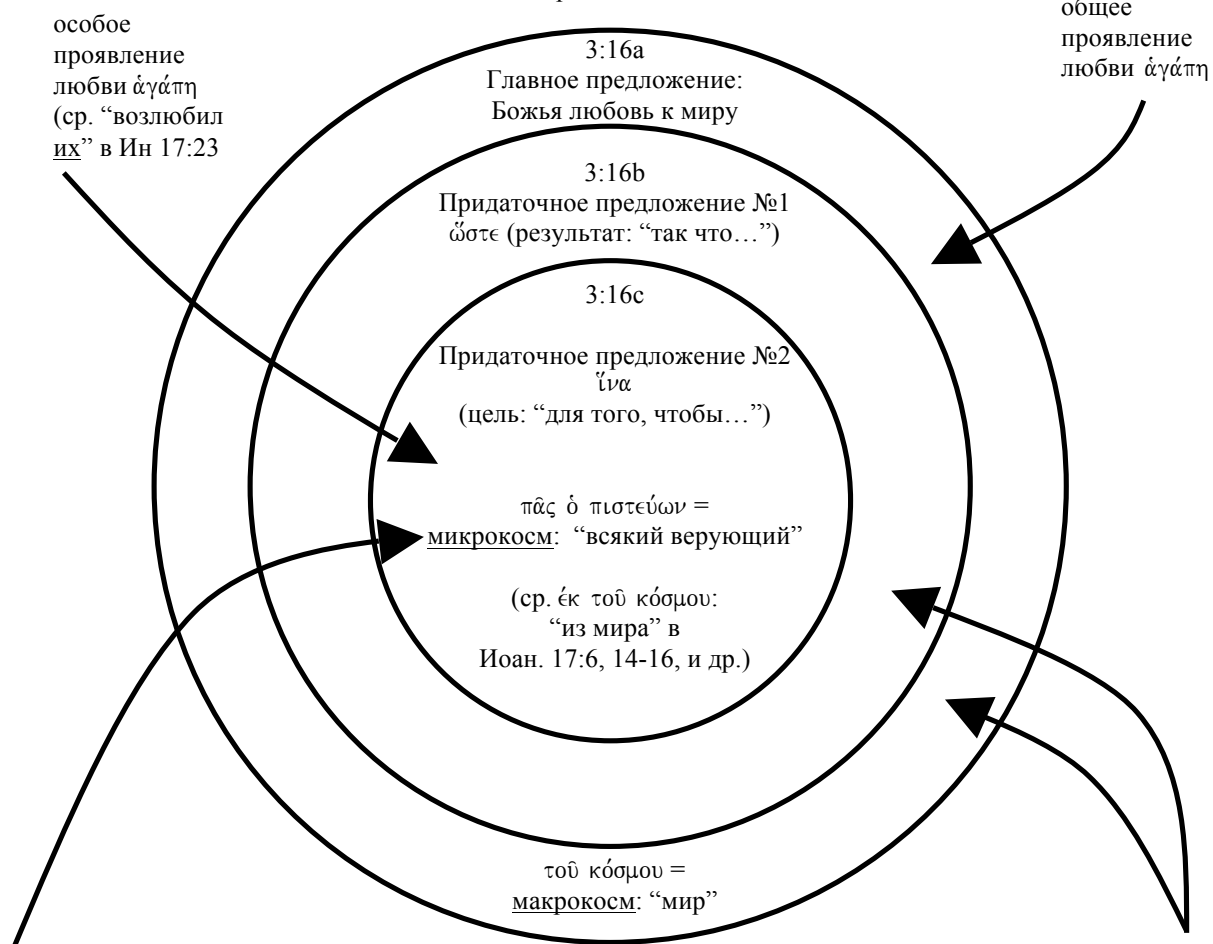 особое
проявление
любви ἀγάπη
(ср. “возлюбил
их” в Ин 17:23
общее
проявление
любви ἀγάπη
3:16a
Главное предложение:
Божья любовь к миру
3:16b
Придаточное предложение №1
ὥστε (результат: “так что…”)
3:16c
Придаточное предложение №2
ἵνα
(цель: “для того, чтобы…”)
πᾶς ὁ πιστεύων =
микрокосм: “всякий верующий”
(ср. ἐκ τοῦ κόσμου:
“из мира” в
Иоан. 17:6, 14-16, и др.)
τοῦ κόσμου =
макрокосм: “мир”